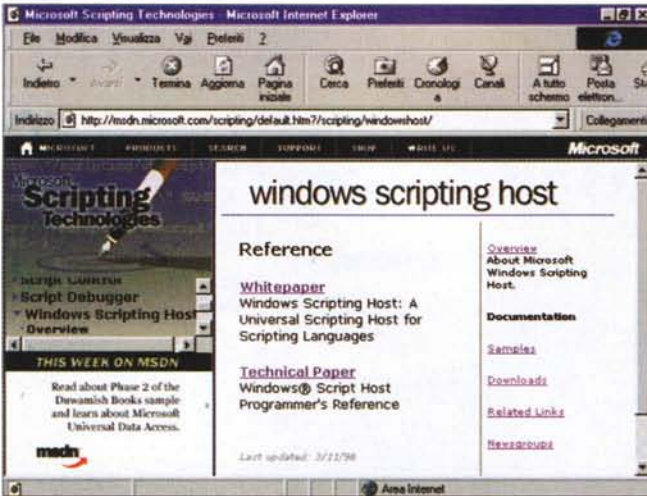 Microsoft Scripting Technologies - Microsoft Internet Explorer
File Modifica Visualizza Vai Preferiti ?
Indietro Avanti Termina Aggiorna Pagina iniziale Cerca Preferiti Cronologia Canali A tutto schermo Posta elettron...
Indirizzo http://msdn.microsoft.com/scripting/default.htm?/scripting/windowshost/ Collegamenti
MICROSOFT PRODUCTS SEARCH SUPPORT SHOP WRITE US Microsoft
Microsoft
Scripting
Technologies
Script Control
Script Debugger
Windows Scripting Host
Overview
THIS WEEK ON MSDN
Read about Phase 2 of the
Duwamish Books sample
and learn about Microsoft
Universal Data Access.
msdn
windows scripting host
Reference
Whitepaper
Windows Scripting Host: A
Universal Scripting Host for
Scripting Languages
Technical Paper
Windows® Script Host
Programmer's Reference
Last updated: 3/11/98
Overview
About Microsoft
Windows Scripting
Host.
Documentation
Samples
Downloads
Related Links
Newsgroups
Area Internet